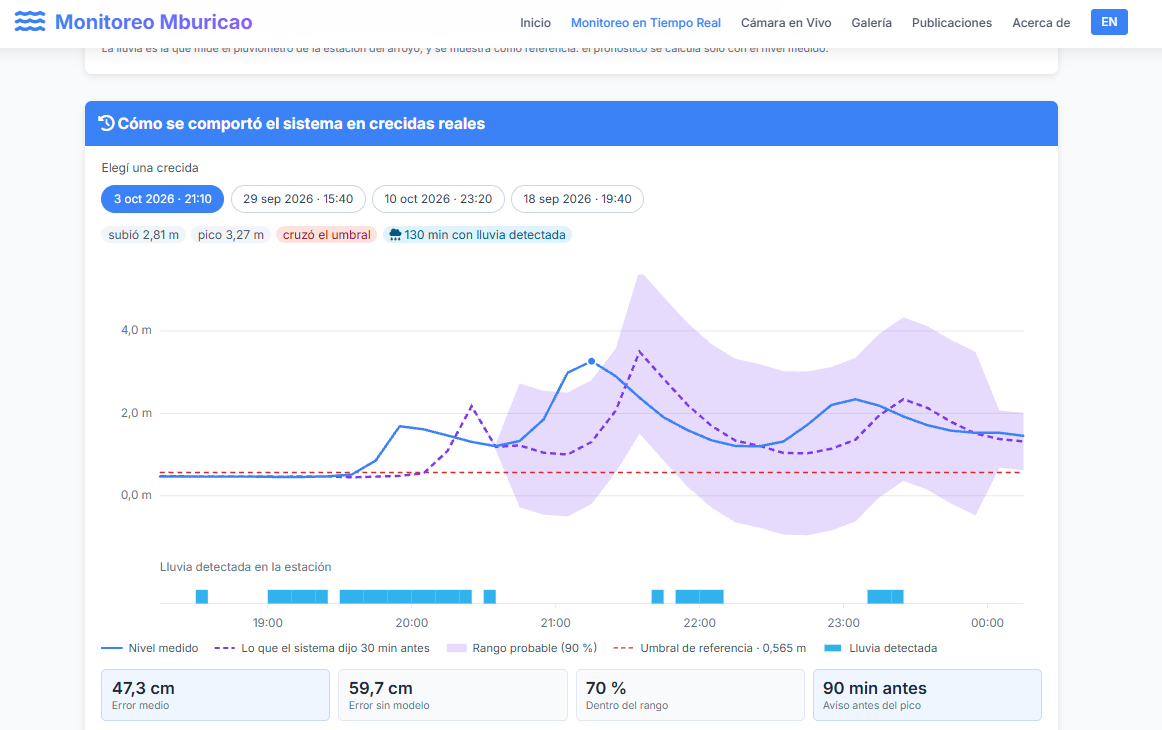 Monitoreo Mburicao
Inicio Monitoreo en Tiempo Real Cámara en Vivo Galería Publicaciones Acerca de EN
La lluvia es la que mide el pluviómetro de la estación del arroyo, y se muestra como referencia: el pronóstico se calcula solo con el nivel medido.
Cómo se comportó el sistema en crecidas reales
Elegí una crecida
3 oct 2026 · 21:10 29 sep 2026 · 15:40 10 oct 2026 · 23:20 18 sep 2026 · 19:40
subió 2,81 m pico 3,27 m cruzó el umbral 130 min con lluvia detectada
4,0 m
2,0 m
0,0 m
Lluvia detectada en la estación
19:00 20:00 21:00 22:00 23:00 00:00
Nivel medido Lo que el sistema dijo 30 min antes Rango probable (90 %) Umbral de referencia · 0,565 m Lluvia detectada
47,3 cm 59,7 cm 70 % 90 min antes
Error medio Error sin modelo Dentro del rango Aviso antes del pico